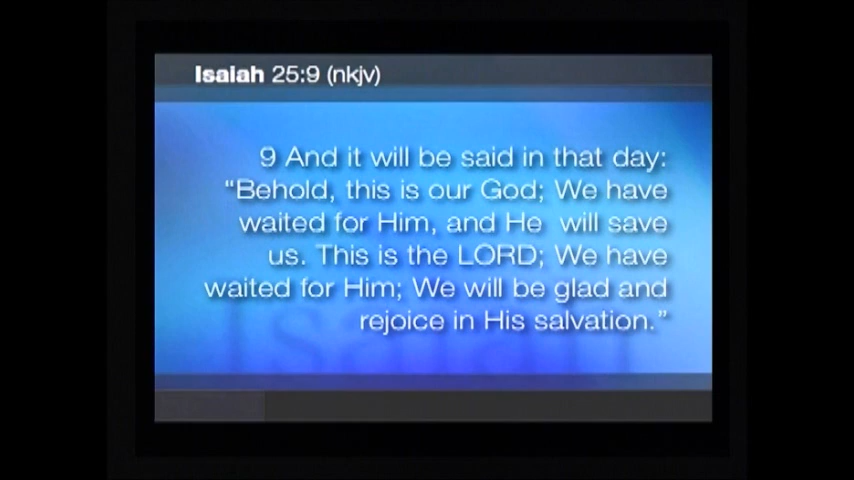 Isaiah 25:9 (nkjv)
9 And it will be said in that day:
“Behold, this is our God; We have
waited for Him, and He will save
us. This is the LORD; We have
waited for Him; We will be glad and
rejoice in His salvation.”
Isaiah